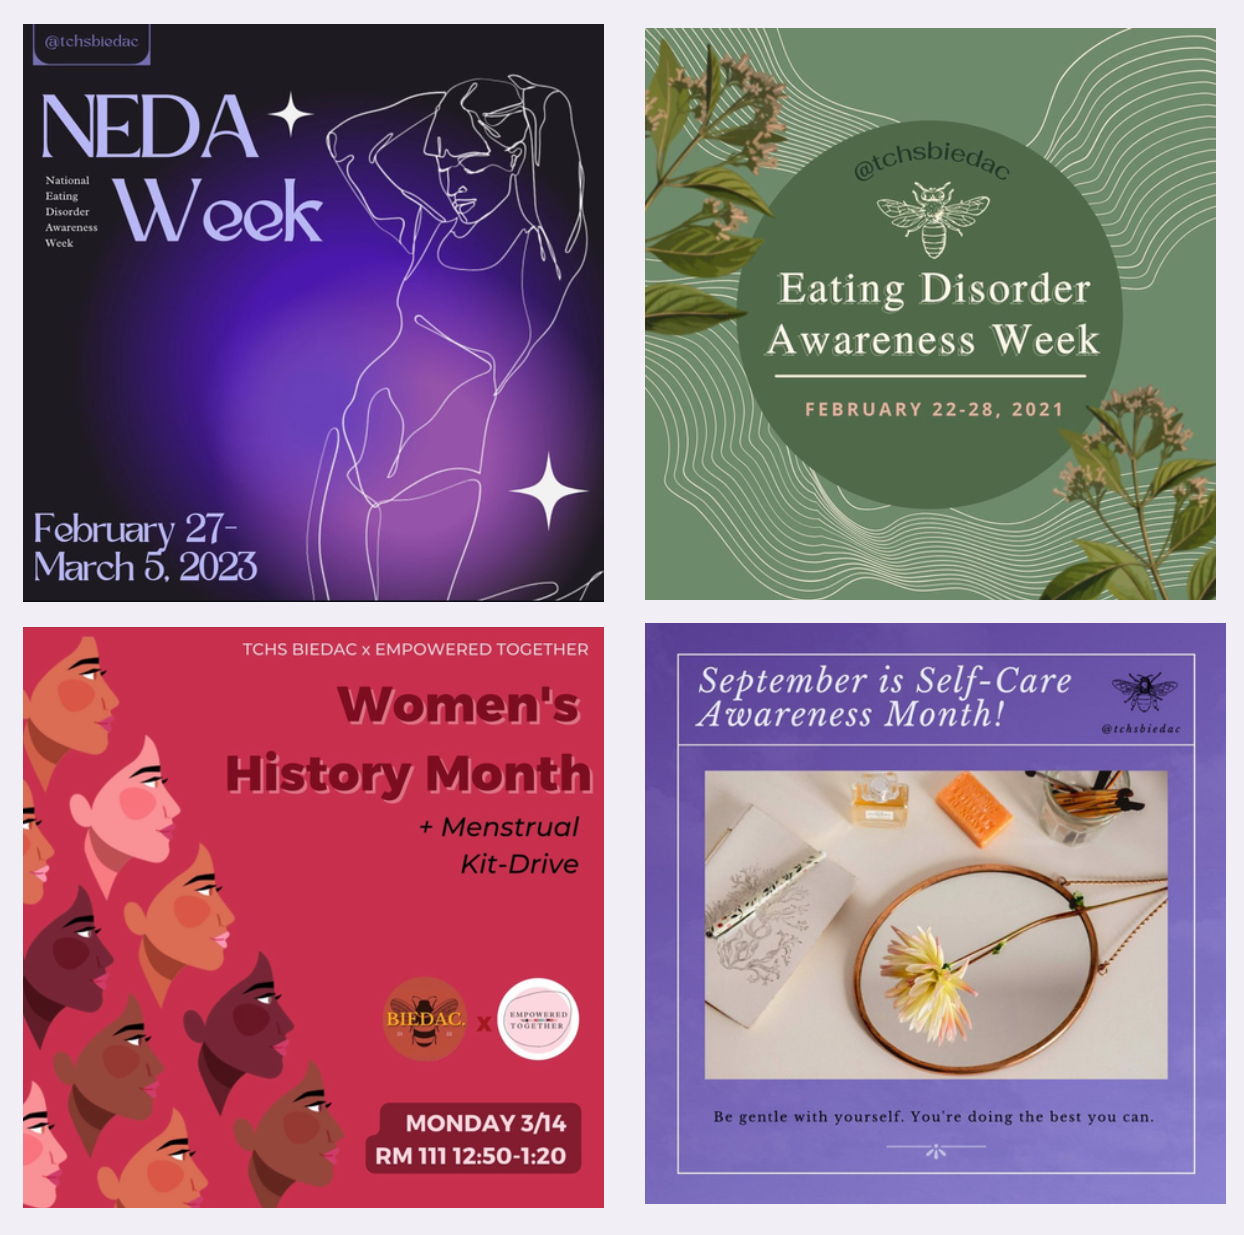 @tchsbiedac
NEDA
National
Eating
Disorder
Awareness
Week
Week
February 27-
March 5, 2023
@tchsbiedac
Eating Disorder
Awareness Week
FEBRUARY 22-28, 2021
TCHS BIEDAC x EMPOWERED TOGETHER
Women's
History Month
+ Menstrual
Kit-Drive
BIEDAC.
x
EMPOWERED
TOGETHER
MONDAY 3/14
RM 111 12:50-1:20
September is Self-Care
Awareness Month!
@tchsbiedac
Be gentle with yourself. You're doing the best you can.